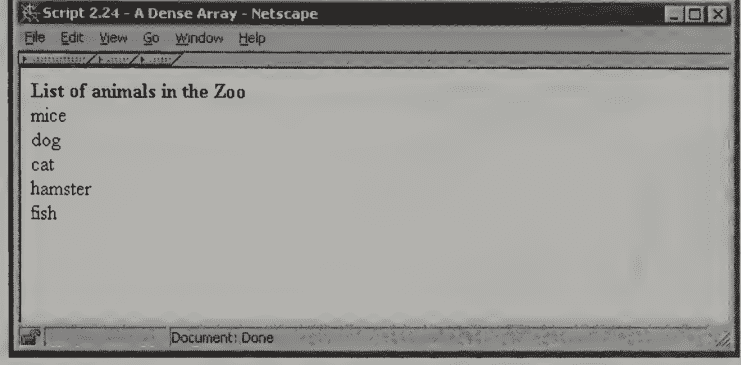 Script 2.24 - A Dense Array - Netscape
File Edit View Go Window Help
List of animals in the Zoo
mice
dog
cat
hamster
fish
Document: Done